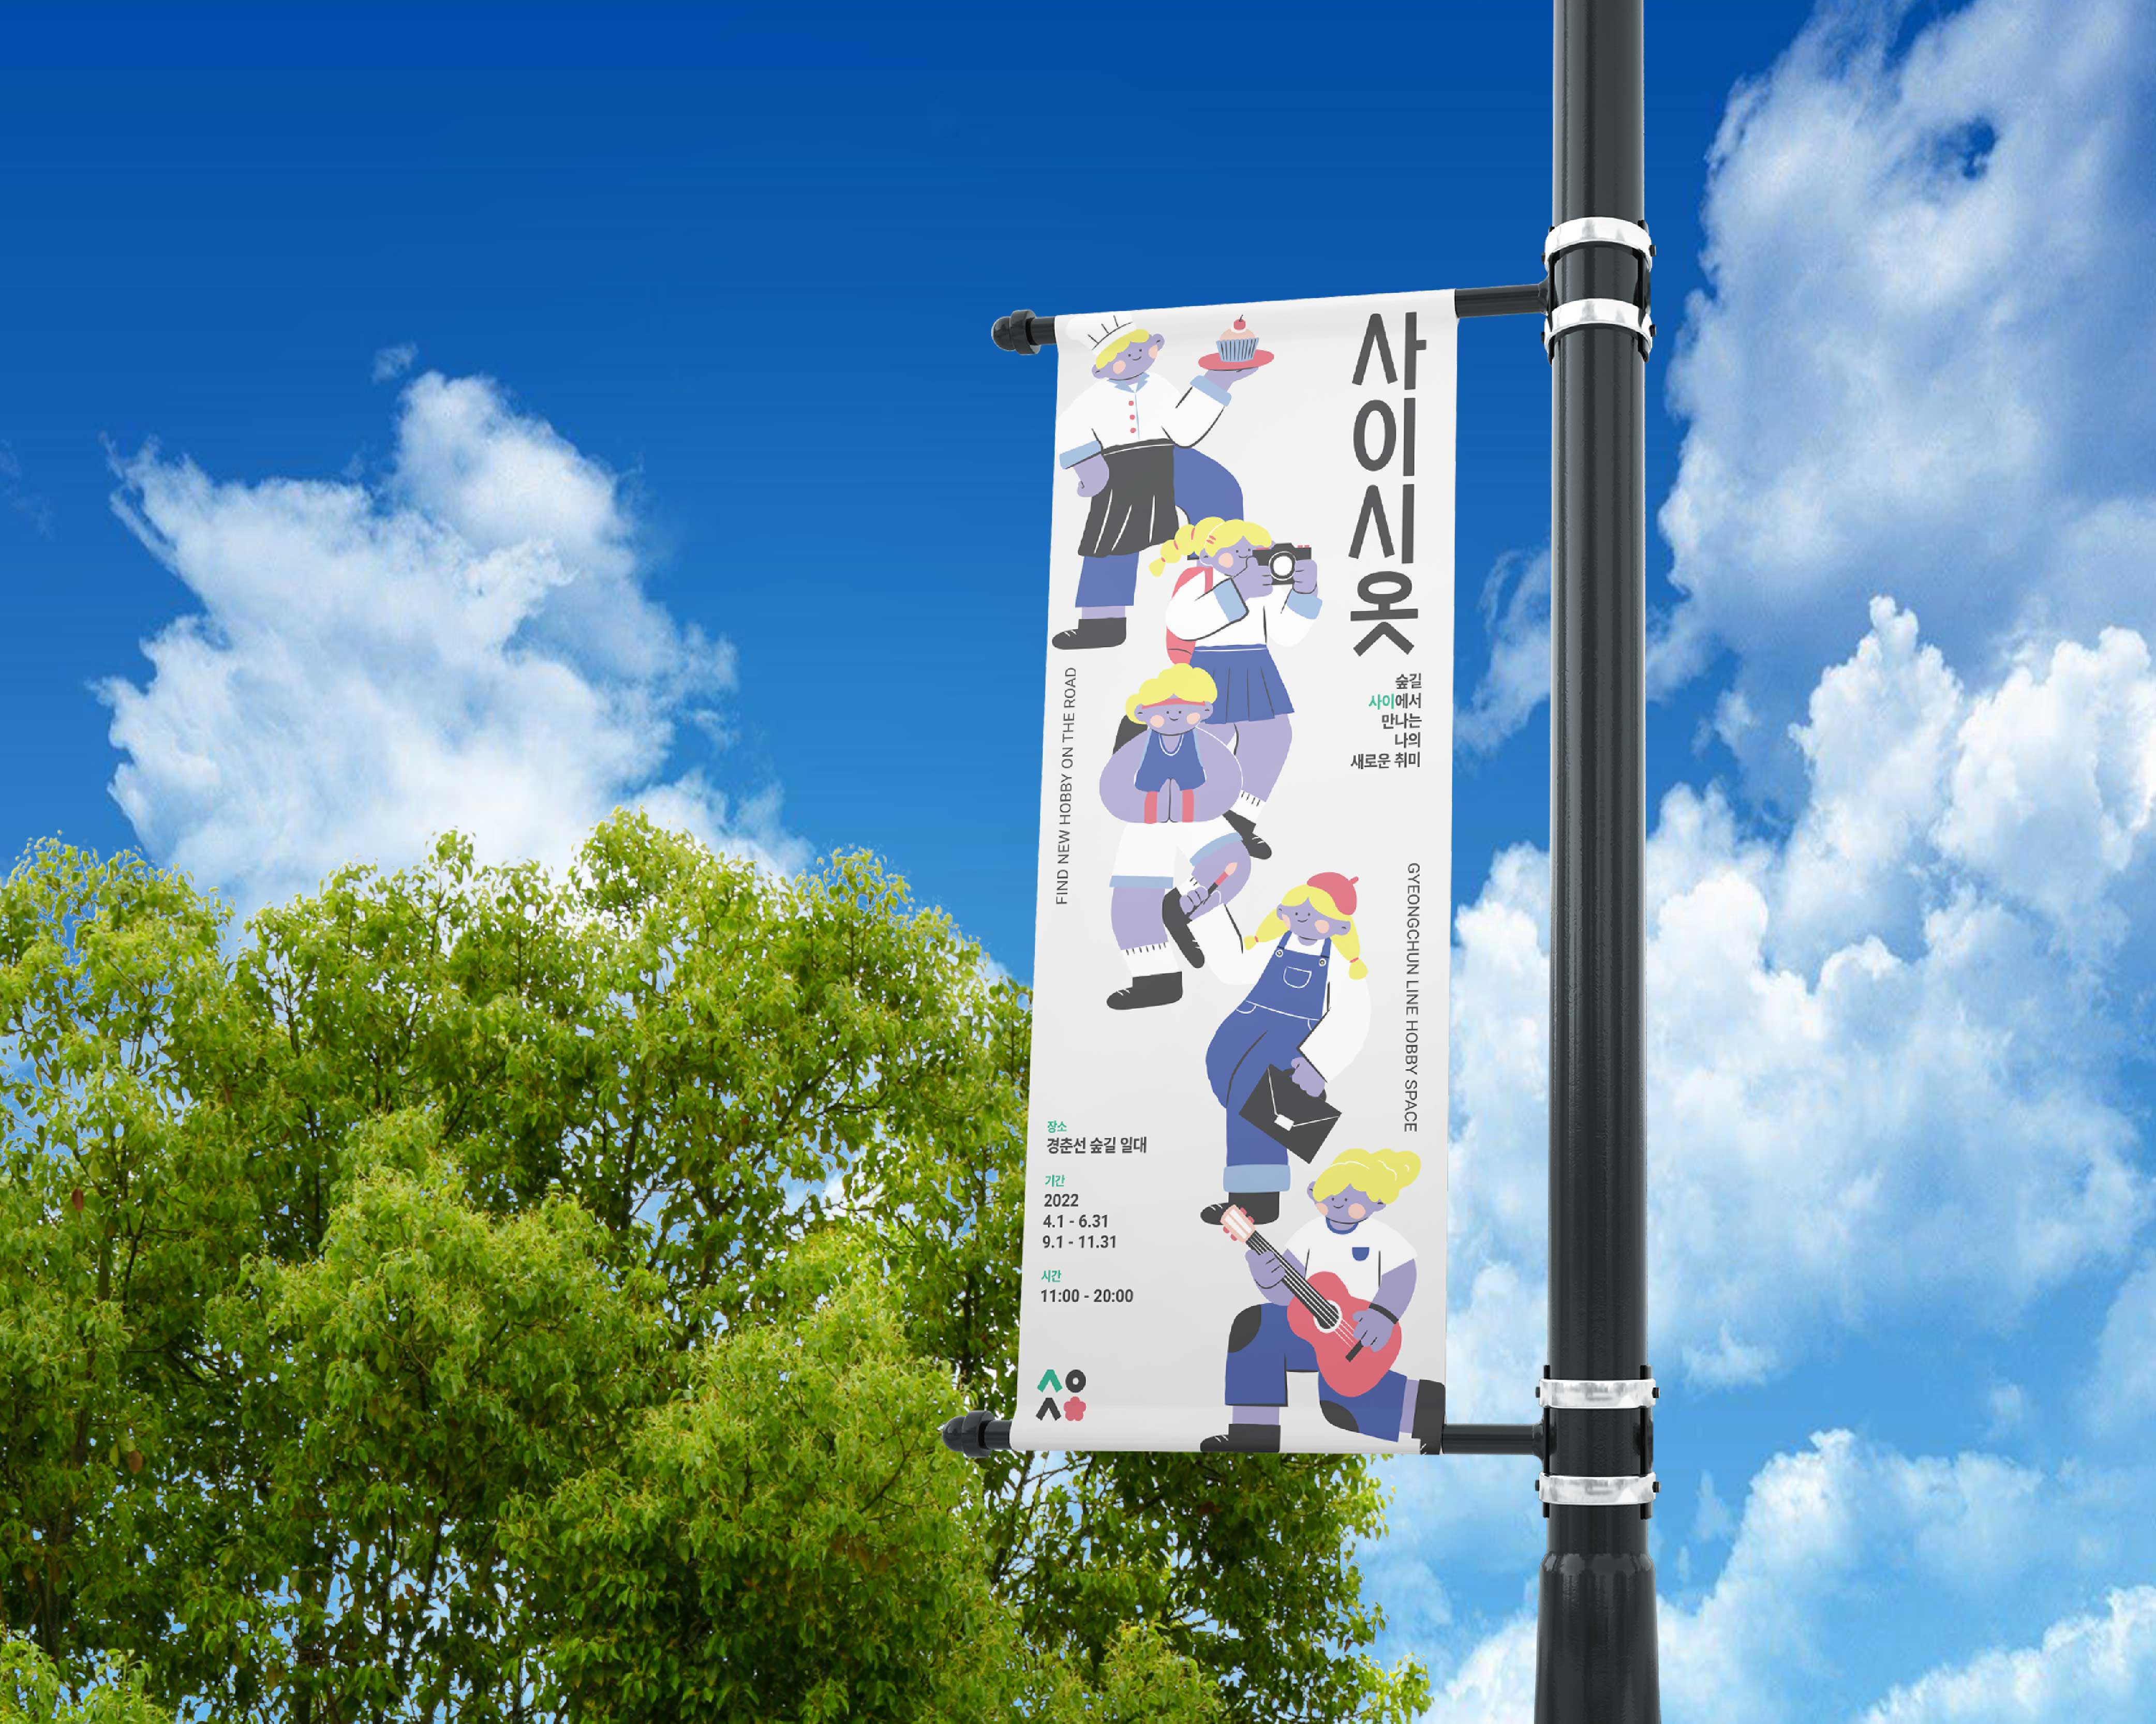 사이시옷
숲길
사이에서
만나는
나의
새로운 취미
FIND NEW HOBBY ON THE ROAD
GYEONGCHUN LINE HOBBY SPACE
장소
경춘선 숲길 일대
기간
2022
4.1 - 6.31
9.1 - 11.31
시간
11:00 - 20:00